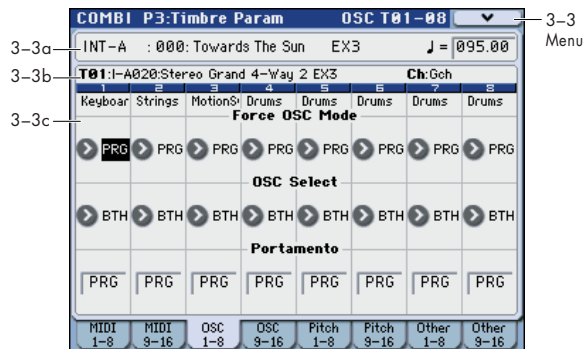 COMBI P3:Timbre Param OSC T01-08
3–3
Menu
3–3a
INT-A : 000: Towards The Sun EX3 ♩= 095.00
3–3b
T01:I-A020:Stereo Grand 4-Way 2 EX3 Ch:Gch
1 2 3 4 5 6 7 8
3–3c
Keyboar Strings MotionS Drums Drums Drums Drums Drums
Force OSC Mode
PRG PRG PRG PRG PRG PRG PRG PRG
OSC Select
BTH BTH BTH BTH BTH BTH BTH BTH
Portamento
PRG PRG PRG PRG PRG PRG PRG PRG
MIDI 1-8 MIDI 9-16 OSC 1-8 OSC 9-16 Pitch 1-8 Pitch 9-16 Other 1-8 Other 9-16